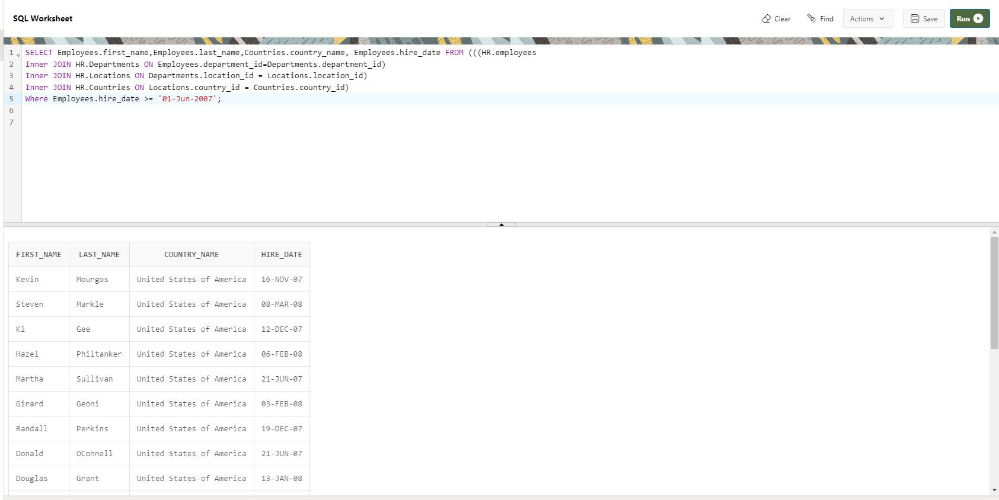 SQL Worksheet
Clear Find Actions Save Run
1 SELECT Employees.first_name,Employees.last_name,Countries.country_name, Employees.hire_date FROM (((HR.employees
2 Inner JOIN HR.Departments ON Employees.department_id=Departments.department_id)
3 Inner JOIN HR.Locations ON Departments.location_id = Locations.location_id)
4 Inner JOIN HR.Countries ON Locations.country_id = Countries.country_id)
5 Where Employees.hire_date >= '01-Jun-2007';
6
7
FIRST_NAME LAST_NAME COUNTRY_NAME HIRE_DATE
Kevin Mourgos United States of America 16-NOV-07
Steven Markle United States of America 08-MAR-08
Ki Gee United States of America 12-DEC-07
Hazel Philtanker United States of America 06-FEB-08
Martha Sullivan United States of America 21-JUN-07
Girard Geoni United States of America 03-FEB-08
Randall Perkins United States of America 19-DEC-07
Donald OConnell United States of America 21-JUN-07
Douglas Grant United States of America 13-JAN-08